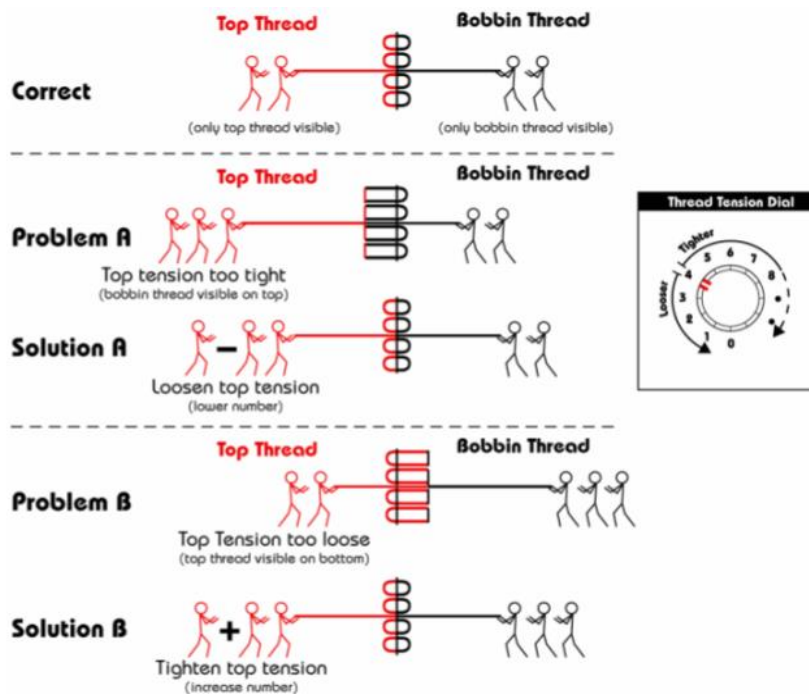 Top Thread
Bobbin Thread
Correct
(only top thread visible)
(only bobbin thread visible)
Top Thread
Bobbin Thread
Problem A
Top tension too tight
(bobbin thread visible on top)
Solution A
Loosen top tension
(lower number)
Thread Tension Dial
Tighter
Looser
0
1
2
3
4
5
6
7
8
Top Thread
Bobbin Thread
Problem B
Top Tension too loose
(top thread visible on bottom)
Solution B
Tighten top tension
(increase number)